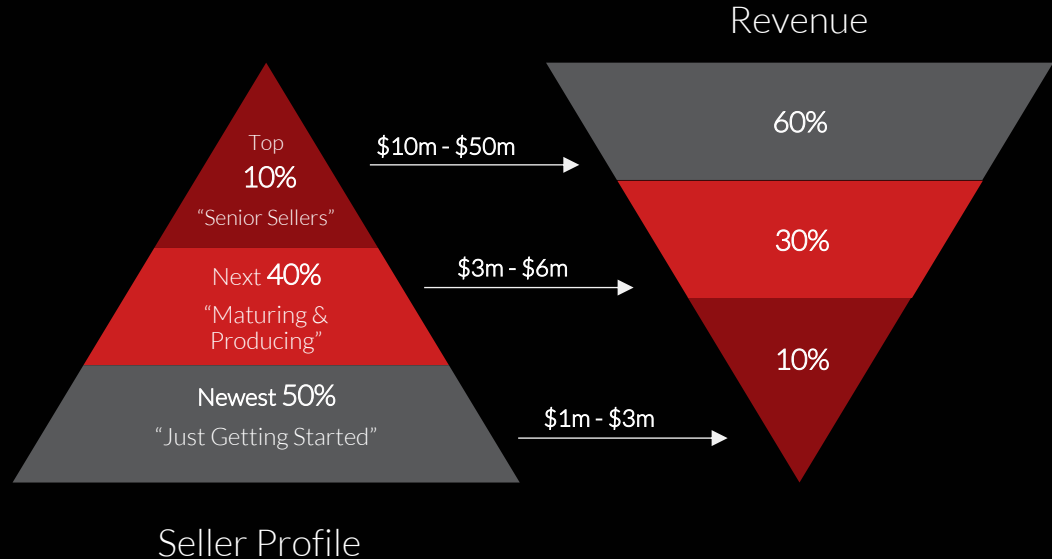 Revenue
Top
10%
“Senior Sellers”
$10m - $50m
60%
Next 40%
“Maturing &
Producing”
$3m - $6m
30%
Newest 50%
“Just Getting Started”
$1m - $3m
10%
Seller Profile